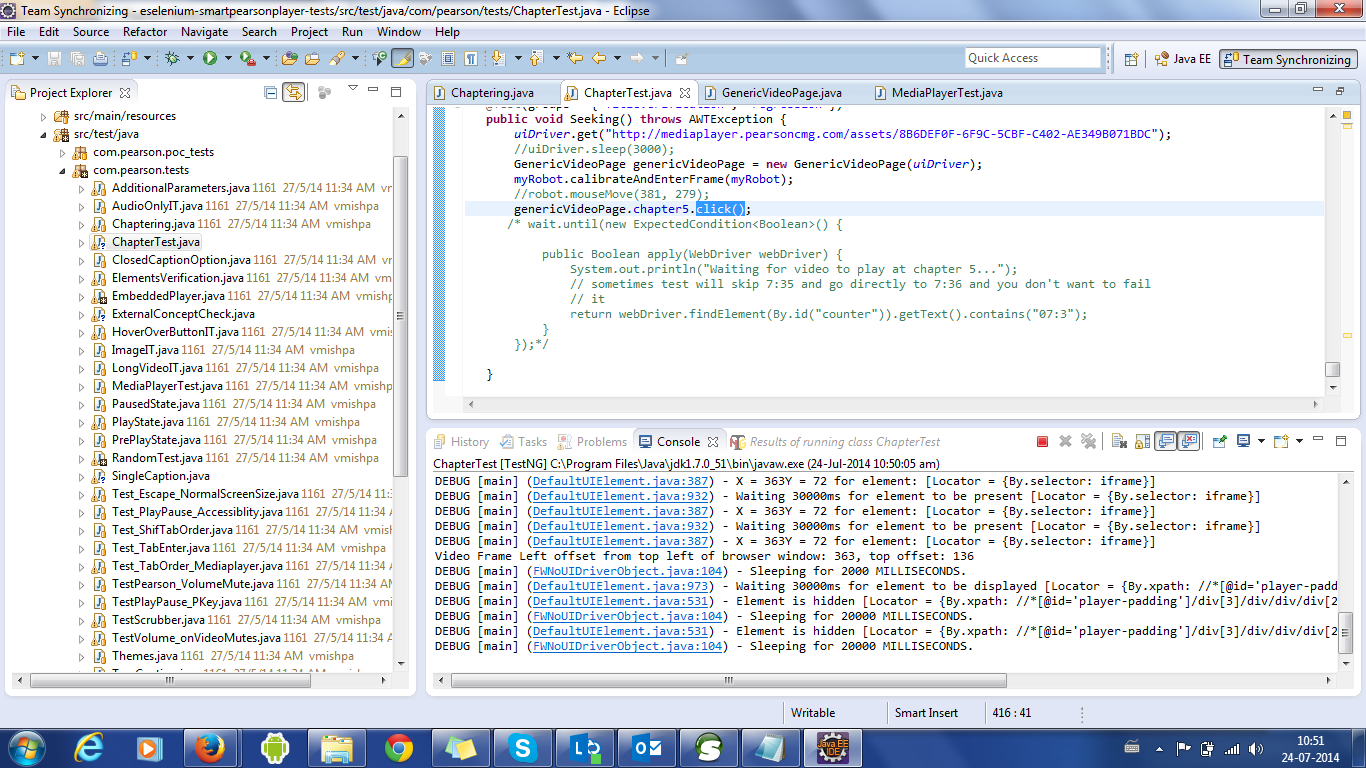 Team Synchronizing - eselenium-smartpearsonplayer-tests/src/test/java/com/pearson/tests/ChapterTest.java - Eclipse
File Edit Source Refactor Navigate Search Project Run Window Help
Quick Access
Java EE
Team Synchronizing
Project Explorer
src/main/resources
src/test/java
com.pearson.poc_tests
com.pearson.tests
AdditionalParameters.java 1161 27/5/14 11:34 AM vm
AudioOnlyIT.java 1161 27/5/14 11:34 AM vmishpa
Chaptering.java 1161 27/5/14 11:34 AM vmishpa
ChapterTest.java
ClosedCaptionOption.java 1161 27/5/14 11:34 AM v
ElementsVerification.java 1161 27/5/14 11:34 AM vm
EmbeddedPlayer.java 1161 27/5/14 11:34 AM vmishp
ExternalConceptCheck.java
HoverOverButtonIT.java 1161 27/5/14 11:34 AM vmis
ImageIT.java 1161 27/5/14 11:34 AM vmishpa
LongVideoIT.java 1161 27/5/14 11:34 AM vmishpa
MediaPlayerTest.java 1161 27/5/14 11:34 AM vmishp
PausedState.java 1161 27/5/14 11:34 AM vmishpa
PlayState.java 1161 27/5/14 11:34 AM vmishpa
PrePlayState.java 1161 27/5/14 11:34 AM vmishpa
RandomTest.java 1161 27/5/14 11:34 AM vmishpa
SingleCaption.java
Test_Escape_NormalScreenSize.java 1161 27/5/14 11:3
Test_PlayPause_Accessiblity.java 1161 27/5/14 11:34
Test_ShifTabOrder.java 1161 27/5/14 11:34 AM vmish
Test_TabEnter.java 1161 27/5/14 11:34 AM vmishpa
Test_TabOrder_Mediaplayer.java 1161 27/5/14 11:34
TestPearson_VolumeMute.java 1161 27/5/14 11:34 AM
TestPlayPause_PKey.java 1161 27/5/14 11:34 AM vmi
TestScrubber.java 1161 27/5/14 11:34 AM vmishpa
TestVolume_onVideoMutes.java 1161 27/5/14 11:34 A
Themes.java 1161 27/5/14 11:34 AM vmishpa
Chaptering.java
ChapterTest.java
GenericVideoPage.java
MediaPlayerTest.java
public void Seeking() throws AWTException {
uiDriver.get("http://mediaplayer.pearsoncmg.com/assets/8B6DEF0F-6F9C-5CBF-C402-AE349B071BDC");
//uiDriver.sleep(3000);
GenericVideoPage genericVideoPage = new GenericVideoPage(uiDriver);
myRobot.calibrateAndEnterFrame(myRobot);
//robot.mouseMove(381, 279);
genericVideoPage.chapter5.click();
/* wait.until(new ExpectedCondition<Boolean>() {
public Boolean apply(WebDriver webDriver) {
System.out.println("Waiting for video to play at chapter 5...");
// sometimes test will skip 7:35 and go directly to 7:36 and you don't want to fail
// it
return webDriver.findElement(By.id("counter")).getText().contains("07:3");
}
});*/
}
History Tasks Problems Console Results of running class ChapterTest
ChapterTest [TestNG] C:\Program Files\Java\jdk1.7.0_51\bin\javaw.exe (24-Jul-2014 10:50:05 am)
DEBUG [main] (DefaultUIElement.java:387) - X = 363Y = 72 for element: [Locator = {By.selector: iframe}]
DEBUG [main] (DefaultUIElement.java:932) - Waiting 30000ms for element to be present [Locator = {By.selector: iframe}]
DEBUG [main] (DefaultUIElement.java:387) - X = 363Y = 72 for element: [Locator = {By.selector: iframe}]
DEBUG [main] (DefaultUIElement.java:932) - Waiting 30000ms for element to be present [Locator = {By.selector: iframe}]
DEBUG [main] (DefaultUIElement.java:387) - X = 363Y = 72 for element: [Locator = {By.selector: iframe}]
Video Frame Left offset from top left of browser window: 363, top offset: 136
DEBUG [main] (FWNoUIDriverObject.java:104) - Sleeping for 2000 MILLISECONDS.
DEBUG [main] (DefaultUIElement.java:973) - Waiting 30000ms for element to be displayed [Locator = {By.xpath: //*[@id='player-padd
DEBUG [main] (DefaultUIElement.java:531) - Element is hidden [Locator = {By.xpath: //*[@id='player-padding']/div[3]/div/div/div[2
DEBUG [main] (FWNoUIDriverObject.java:104) - Sleeping for 20000 MILLISECONDS.
DEBUG [main] (DefaultUIElement.java:531) - Element is hidden [Locator = {By.xpath: //*[@id='player-padding']/div[3]/div/div/div[2
DEBUG [main] (FWNoUIDriverObject.java:104) - Sleeping for 20000 MILLISECONDS.
Writable
Smart Insert
416 : 41
Java EE
IDE
10:51
24-07-2014